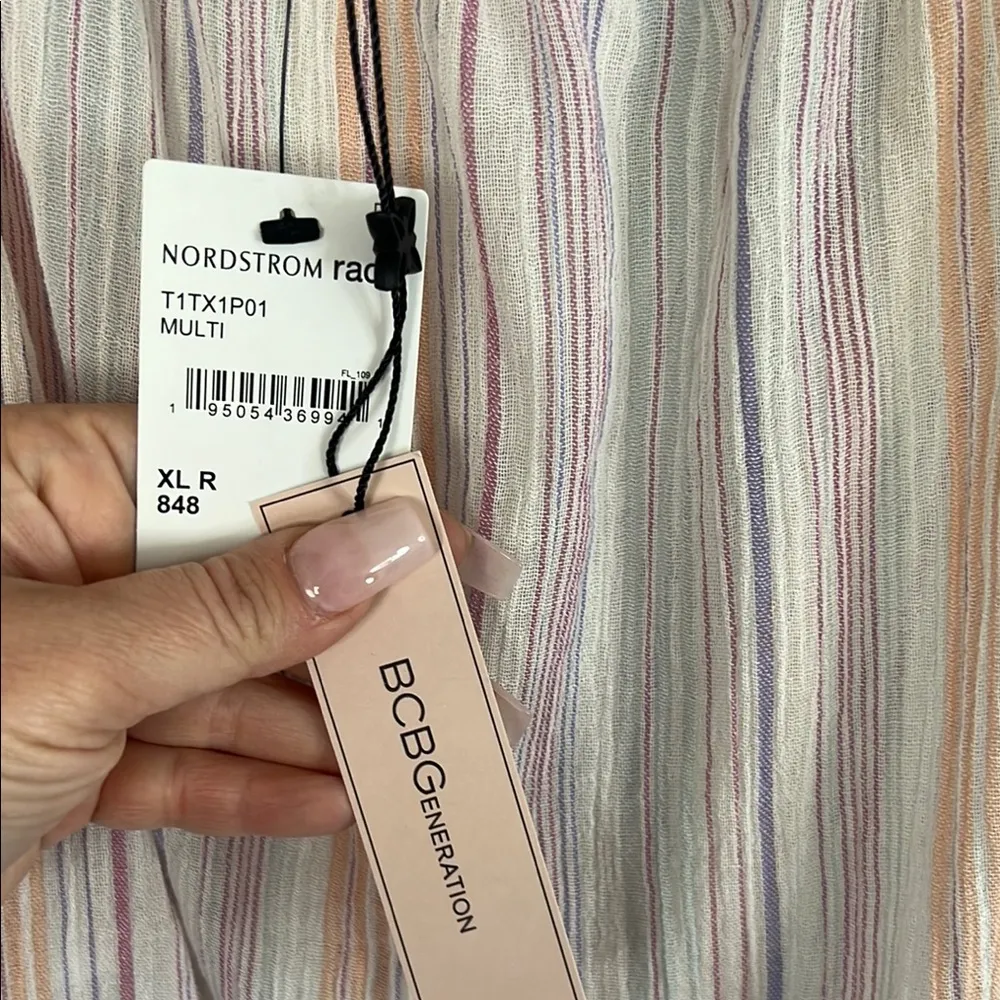 NORDSTROM rac
T1TX1P01
MULTI
FL_109
1 95054 36994 1
XL R
848
BCBGENERATION